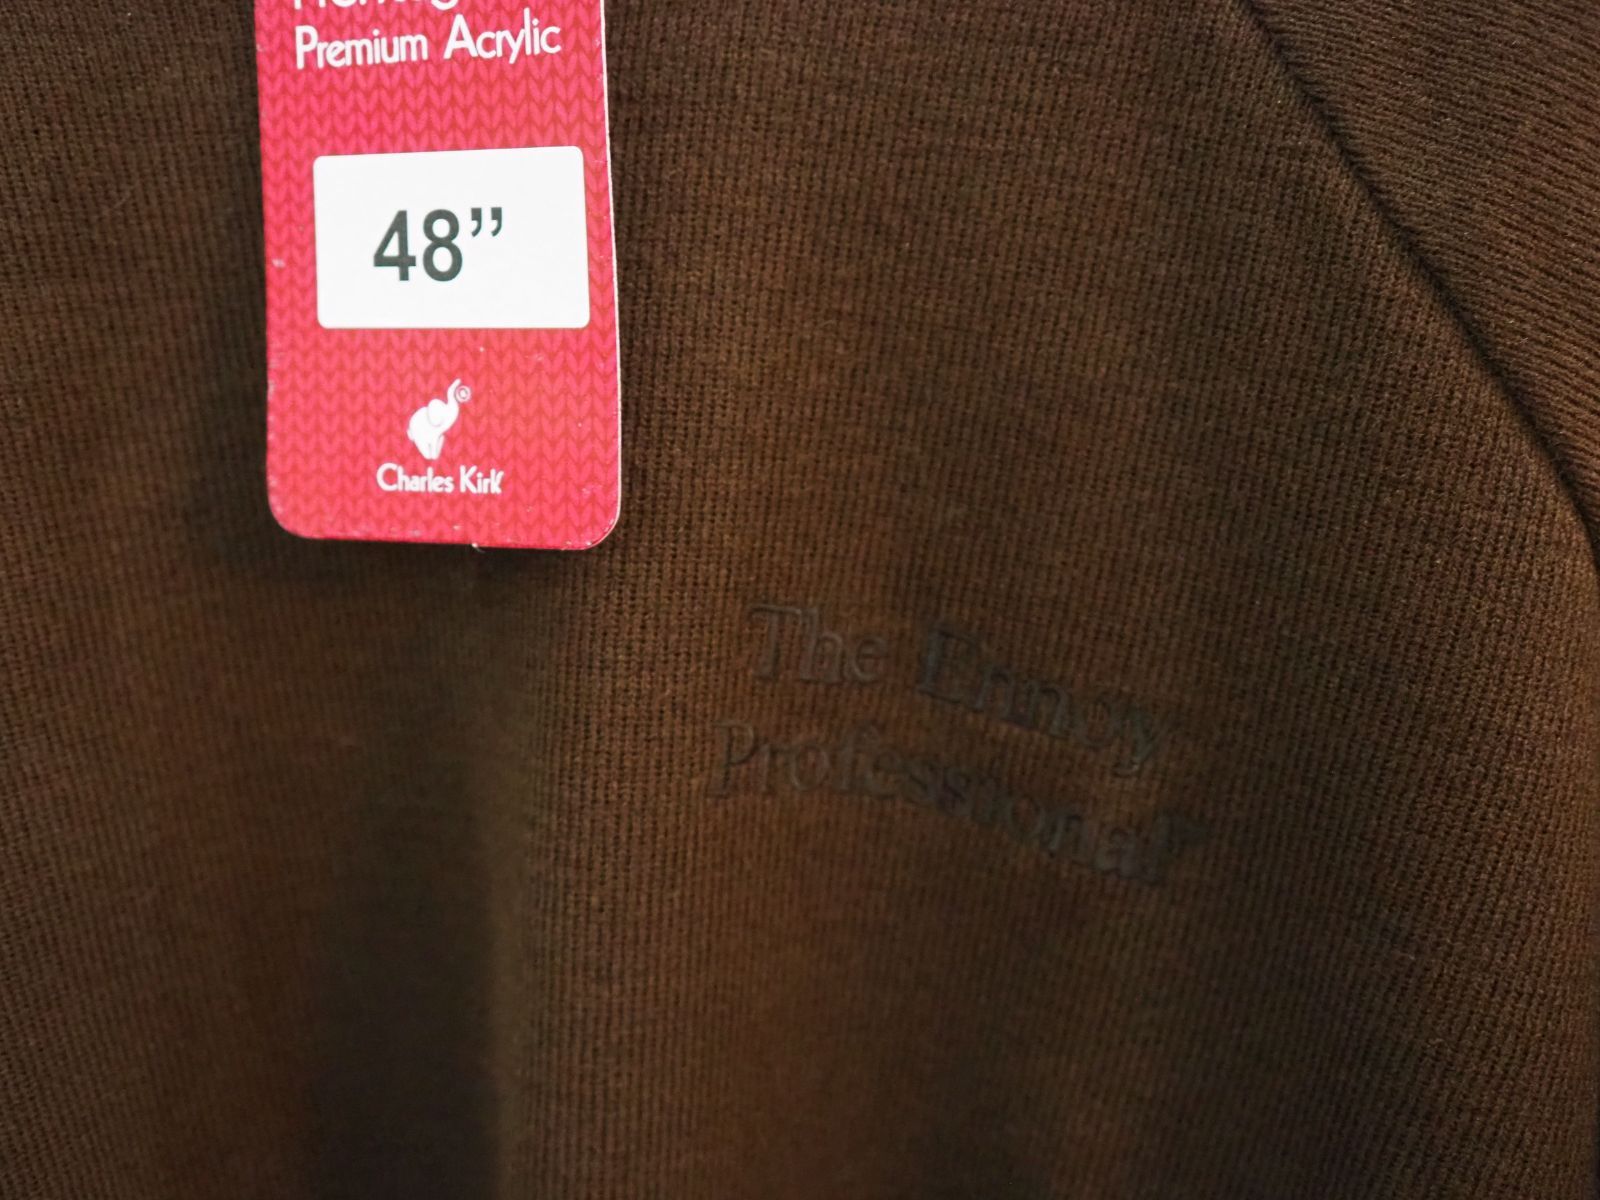 Premium Acrylic
48”
Charles Kirk
The Ennoy
Professional